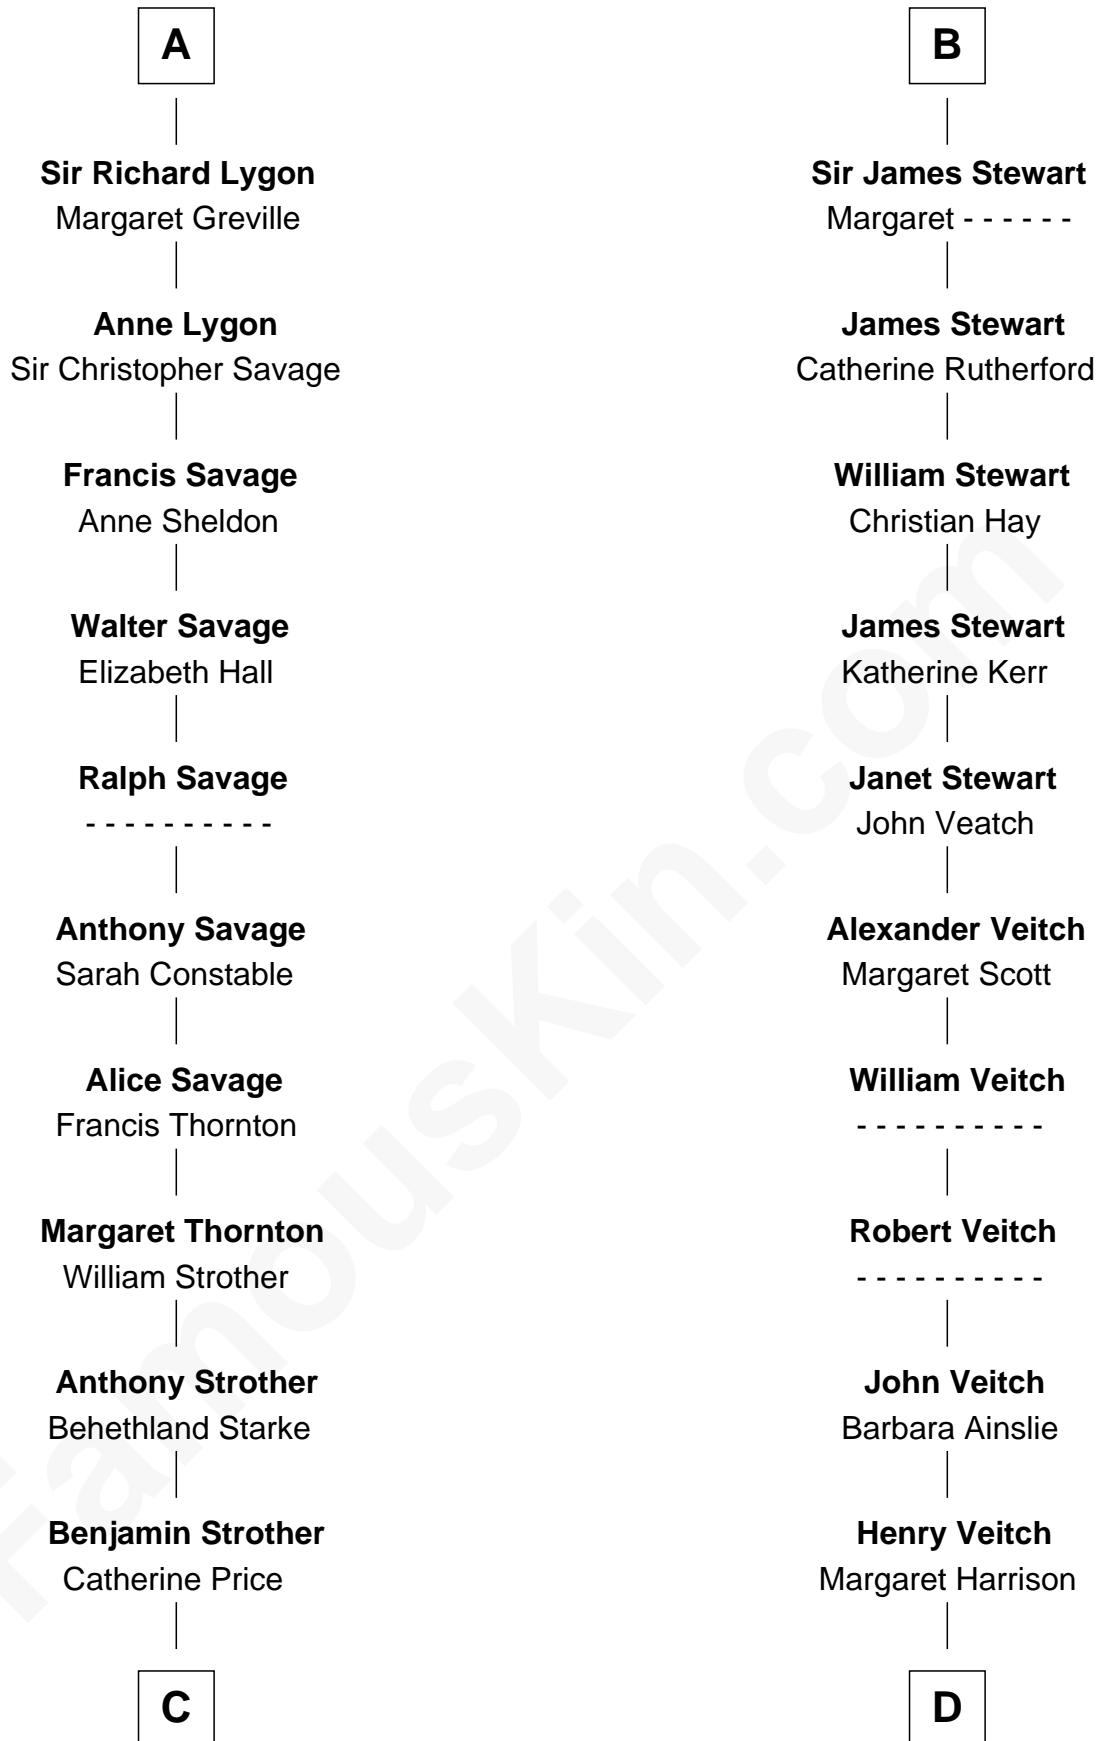 A
Sir Richard Lygon
Margaret Greville
Anne Lygon
Sir Christopher Savage
Francis Savage
Anne Sheldon
Walter Savage
Elizabeth Hall
Ralph Savage
- - - - - - - - - -
Anthony Savage
Sarah Constable
Alice Savage
Francis Thornton
Margaret Thornton
William Strother
Anthony Strother
Behethland Starke
Benjamin Strother
Catherine Price
C
B
Sir James Stewart
Margaret - - - - - -
James Stewart
Catherine Rutherford
William Stewart
Christian Hay
James Stewart
Katherine Kerr
Janet Stewart
John Veatch
Alexander Veitch
Margaret Scott
William Veitch
- - - - - - - - - -
Robert Veitch
- - - - - - - - - -
John Veitch
Barbara Ainslie
Henry Veitch
Margaret Harrison
D
FamousKin.com